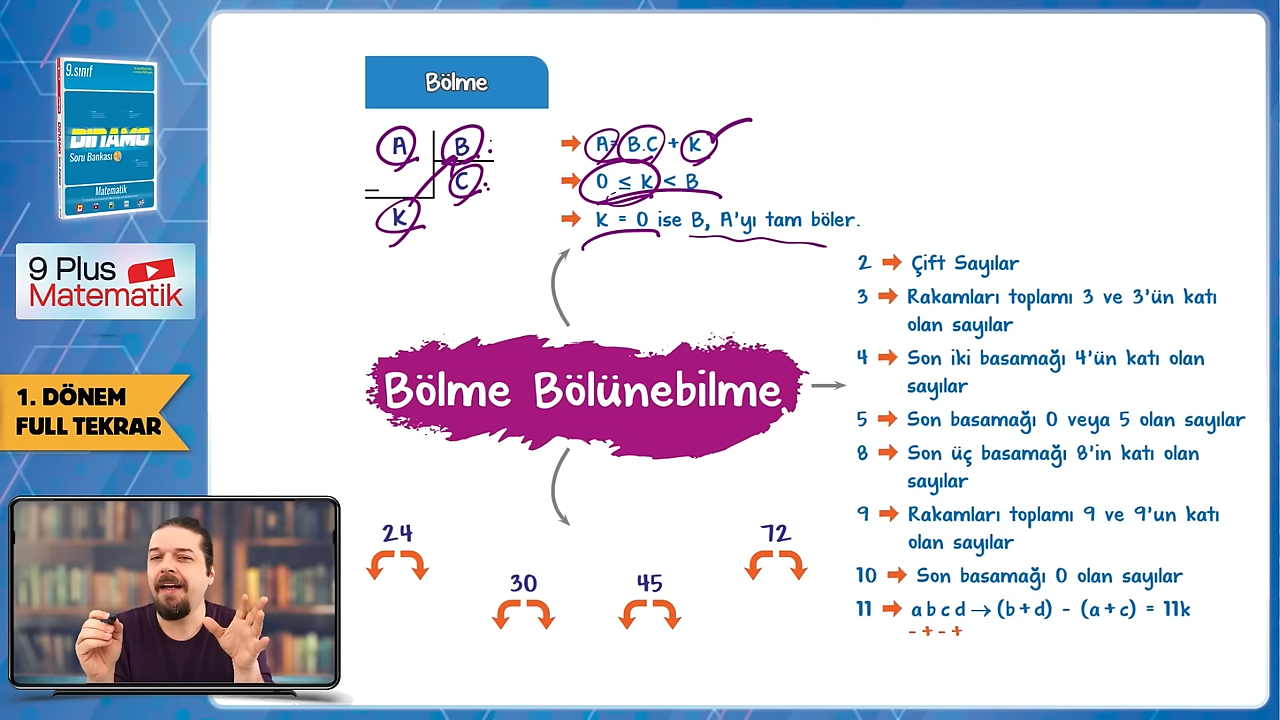 9.sınıf
DINAMO
Soru Bankası
Matematik
9 Plus
Matematik
1. DÖNEM
FULL TEKRAR
Bölme
A B
C
K
A = B.C + K
0 ≤ K < B
K = 0 ise B, A'yı tam böler.
Bölme Bölünebilme
2 → Çift Sayılar
3 → Rakamları toplamı 3 ve 3'ün katı
olan sayılar
4 → Son iki basamağı 4'ün katı olan
sayılar
5 → Son basamağı 0 veya 5 olan sayılar
8 → Son üç basamağı 8'in katı olan
sayılar
9 → Rakamları toplamı 9 ve 9'un katı
olan sayılar
10 → Son basamağı 0 olan sayılar
11 → a b c d → (b+d) - (a+c) = 11k
- + - +
24
30
45
72